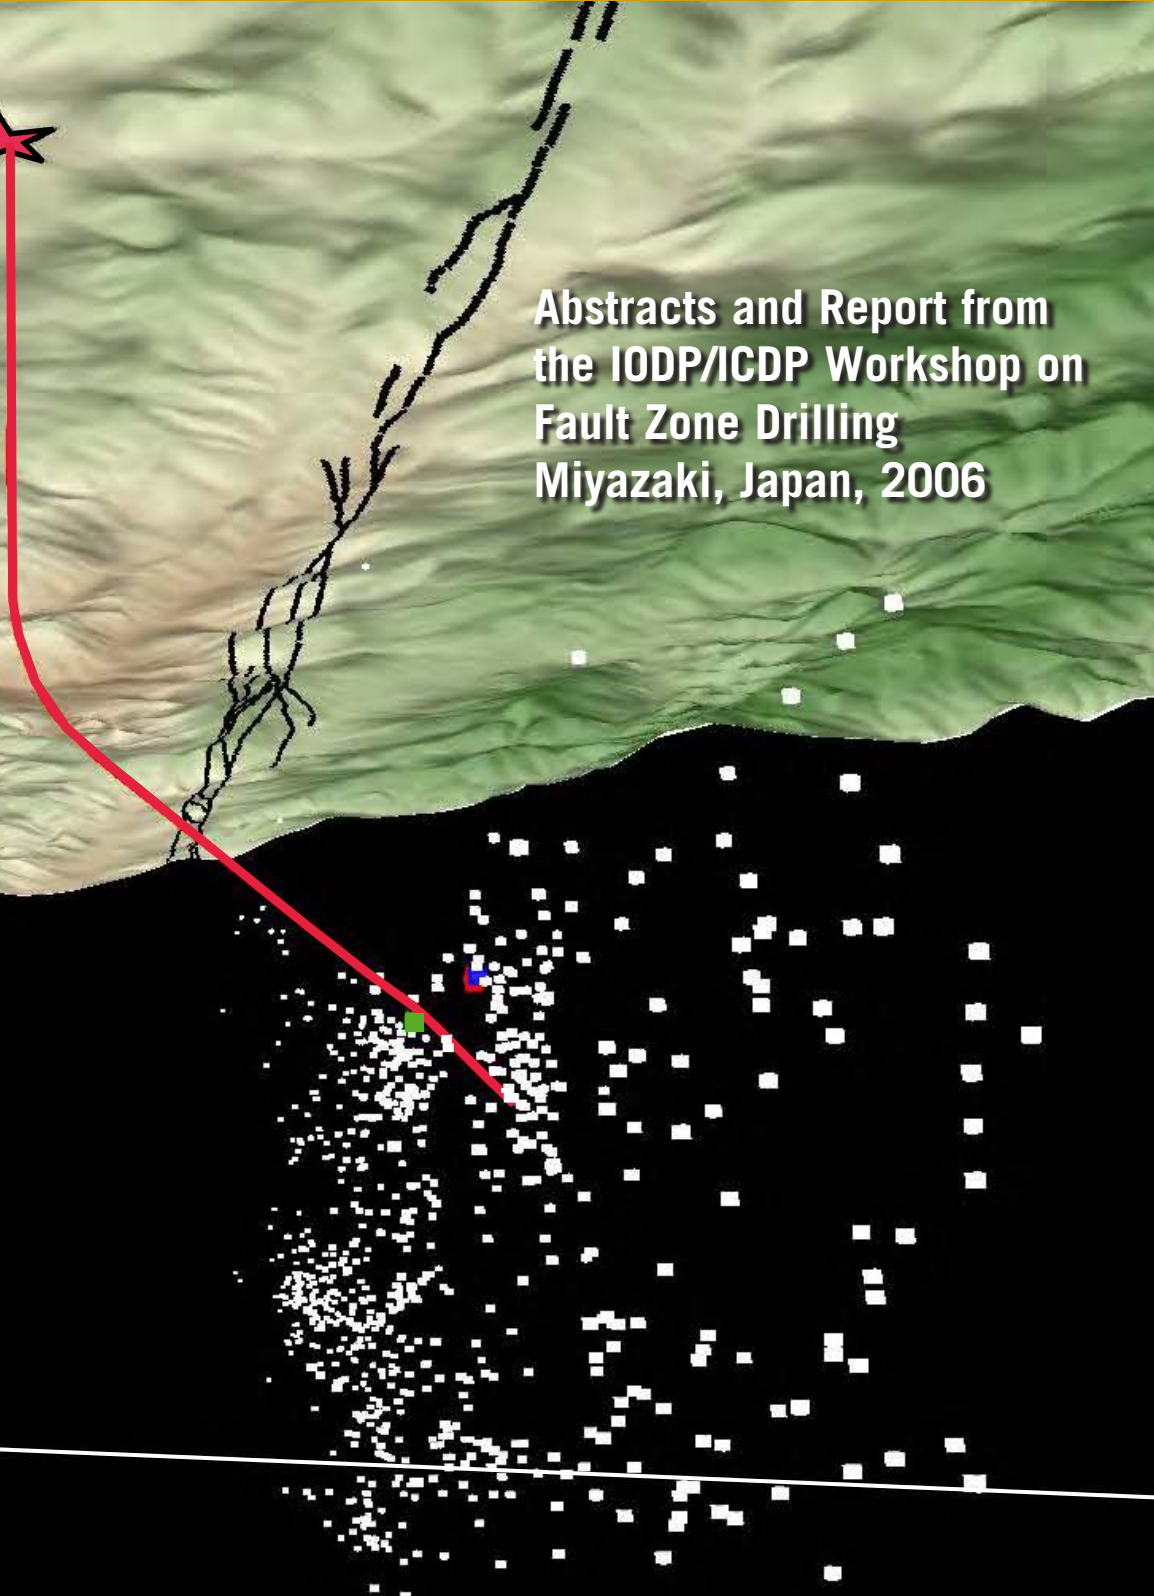 Abstracts and Report from
the IODP/ICDP Workshop on
Fault Zone Drilling
Miyazaki, Japan, 2006